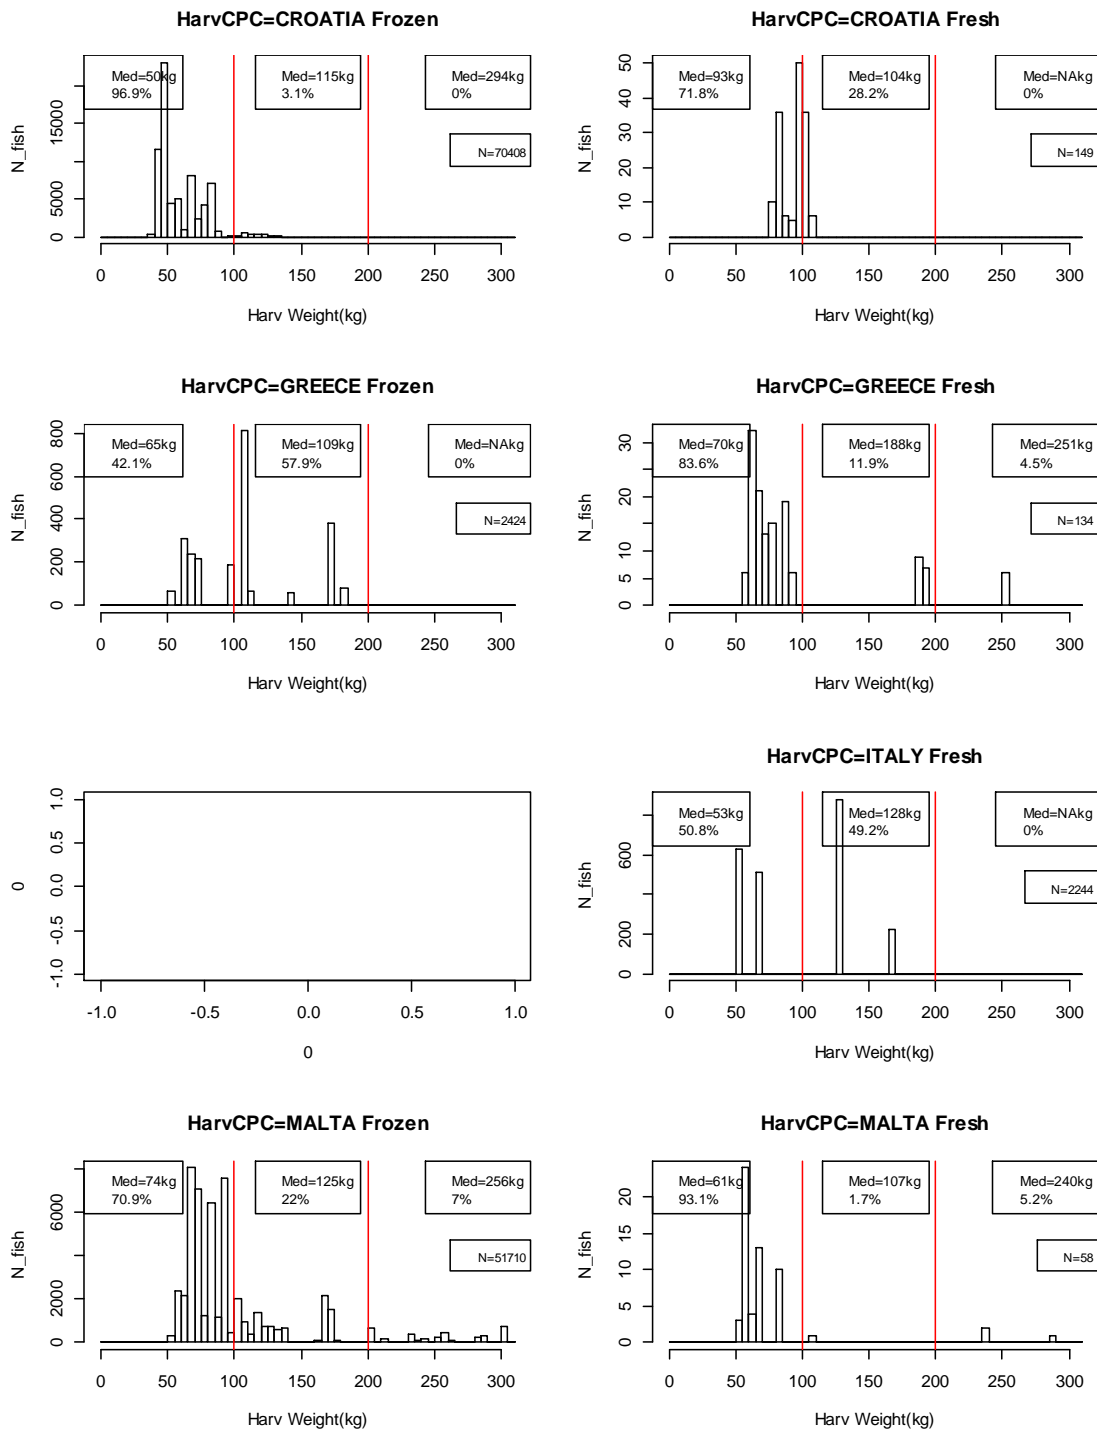 HarvCPC=CROATIA Frozen
Med=50kg
96.9%
Med=115kg
3.1%
Med=294kg
0%
N=70408
N_fish
0 5000 15000
0 50 100 150 200 250 300
Harv Weight(kg)
HarvCPC=CROATIA Fresh
Med=93kg
71.8%
Med=104kg
28.2%
Med=NAkg
0%
N=149
N_fish
0 10 20 30 40 50
0 50 100 150 200 250 300
Harv Weight(kg)
HarvCPC=GREECE Frozen
Med=65kg
42.1%
Med=109kg
57.9%
Med=NAkg
0%
N=2424
N_fish
0 200 400 600 800
0 50 100 150 200 250 300
Harv Weight(kg)
HarvCPC=GREECE Fresh
Med=70kg
83.6%
Med=188kg
11.9%
Med=251kg
4.5%
N=134
N_fish
0 5 10 20 30
0 50 100 150 200 250 300
Harv Weight(kg)
0
-1.0 -0.5 0.0 0.5 1.0
-1.0 -0.5 0.0 0.5 1.0
0
HarvCPC=ITALY Fresh
Med=53kg
50.8%
Med=128kg
49.2%
Med=NAkg
0%
N=2244
N_fish
0 200 600
0 50 100 150 200 250 300
Harv Weight(kg)
HarvCPC=MALTA Frozen
Med=74kg
70.9%
Med=125kg
22%
Med=256kg
7%
N=51710
N_fish
0 2000 6000
0 50 100 150 200 250 300
Harv Weight(kg)
HarvCPC=MALTA Fresh
Med=61kg
93.1%
Med=107kg
1.7%
Med=240kg
5.2%
N=58
N_fish
0 5 10 15 20
0 50 100 150 200 250 300
Harv Weight(kg)